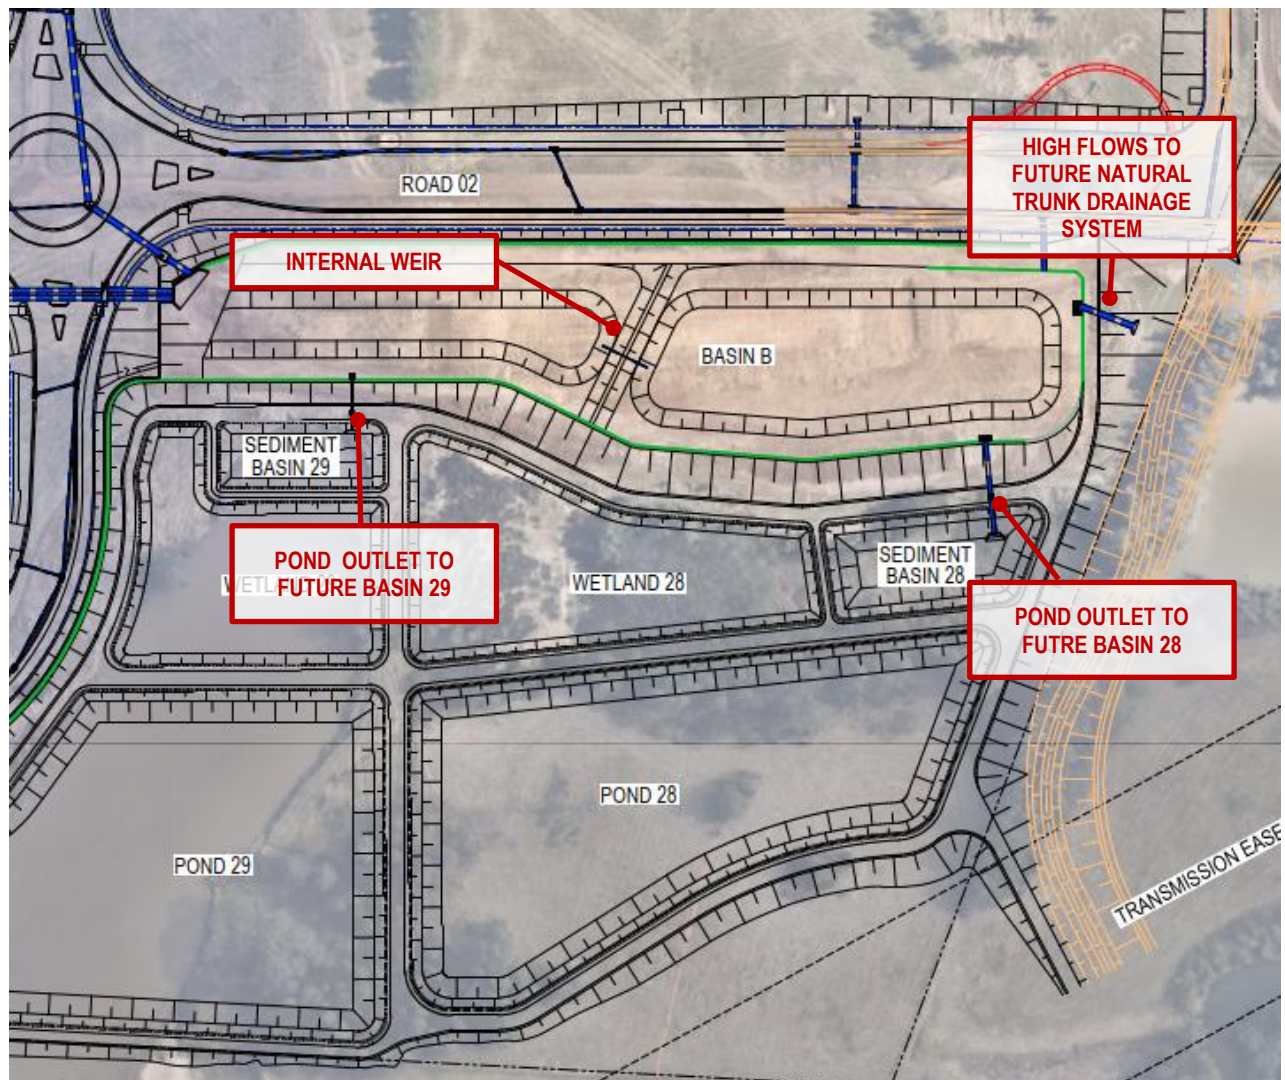 HIGH FLOWS TO
FUTURE NATURAL
TRUNK DRAINAGE
SYSTEM
ROAD 02
INTERNAL WEIR
BASIN B
SEDIMENT
BASIN 29
POND OUTLET TO
FUTURE BASIN 29
WETLAND 28
SEDIMENT
BASIN 28
POND OUTLET TO
FUTRE BASIN 28
POND 28
POND 29
TRANSMISSION EASE